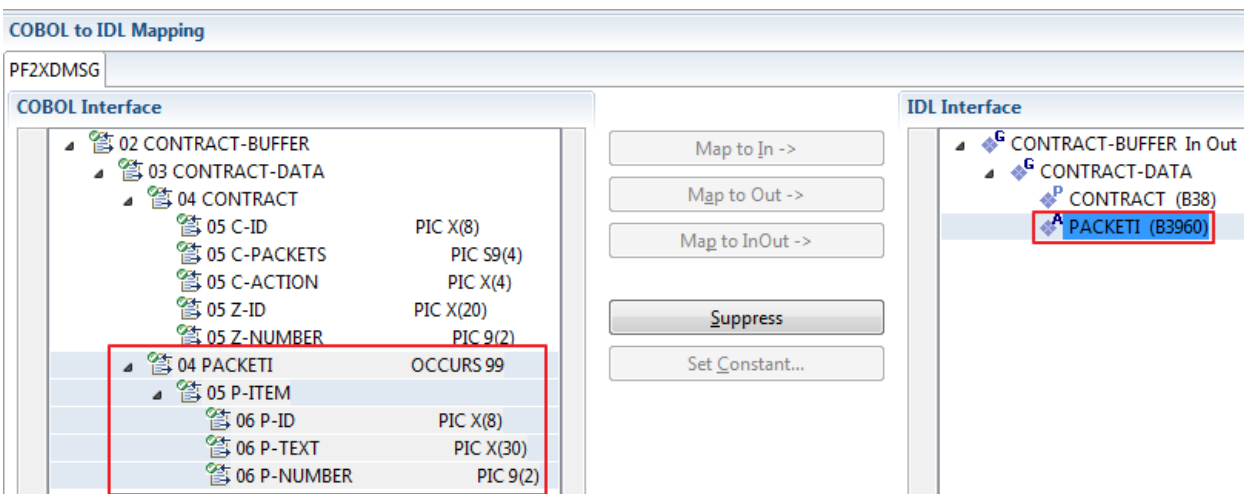 COBOL to IDL Mapping
PF2XDMSG
COBOL Interface
02 CONTRACT-BUFFER
03 CONTRACT-DATA
04 CONTRACT
05 C-ID PIC X(8)
05 C-PACKETS PIC S9(4)
05 C-ACTION PIC X(4)
05 Z-ID PIC X(20)
05 Z-NUMBER PIC 9(2)
04 PACKETI OCCURS 99
05 P-ITEM
06 P-ID PIC X(8)
06 P-TEXT PIC X(30)
06 P-NUMBER PIC 9(2)
Map to In ->
Map to Out ->
Map to InOut ->
Suppress
Set Constant...
IDL Interface
G CONTRACT-BUFFER In Out
G CONTRACT-DATA
P CONTRACT (B38)
A PACKETI (B3960)